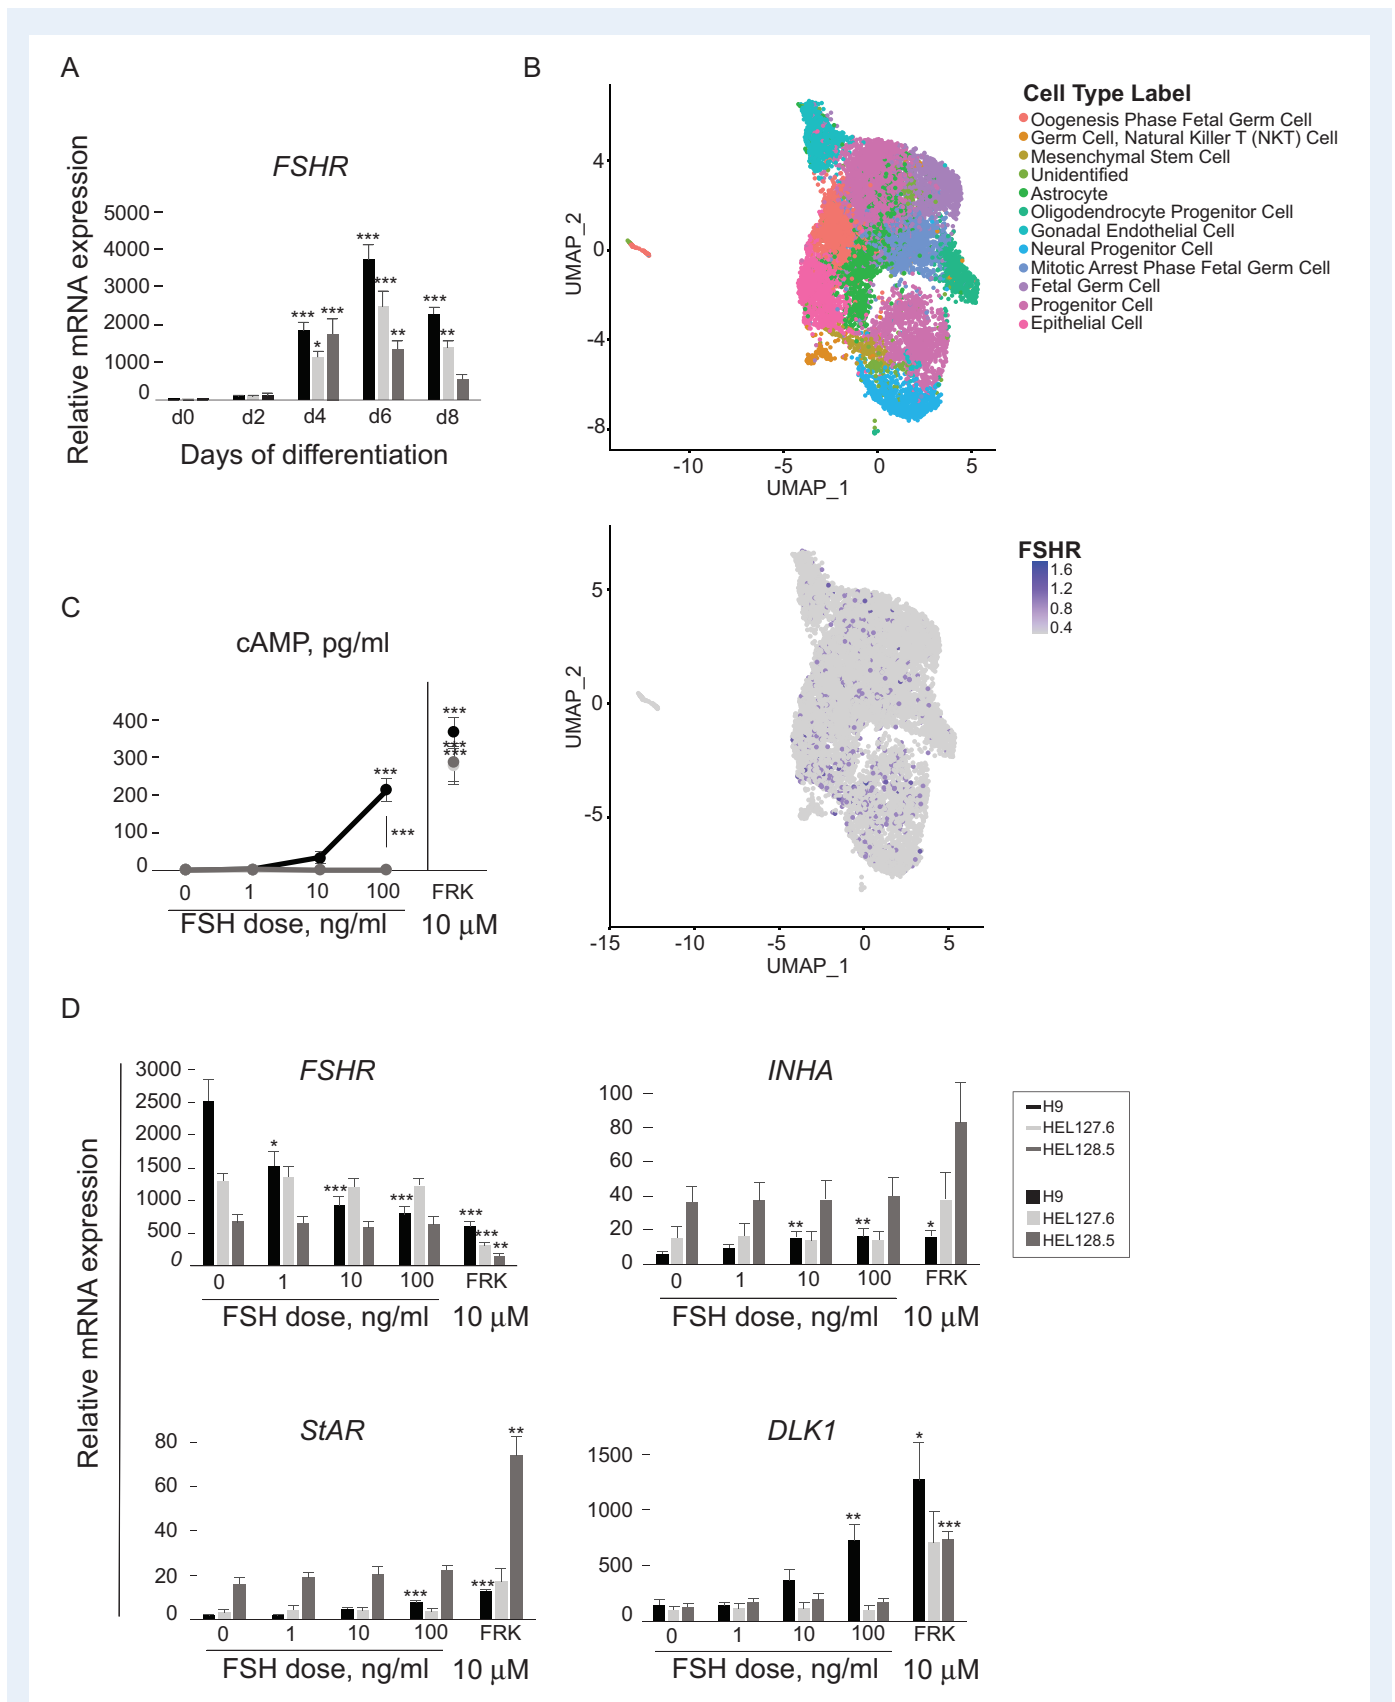 A
FSHR
Relative mRNA expression
5000
4000
3000
2000
1000
0
***
*
***
***
***
**
***
**
d0 d2 d4 d6 d8
Days of differentiation
B
UMAP_2
4
0
-4
-8
-10 -5 0 5
UMAP_1
Cell Type Label
Oogenesis Phase Fetal Germ Cell
Germ Cell, Natural Killer T (NKT) Cell
Mesenchymal Stem Cell
Unidentified
Astrocyte
Oligodendrocyte Progenitor Cell
Gonadal Endothelial Cell
Neural Progenitor Cell
Mitotic Arrest Phase Fetal Germ Cell
Fetal Germ Cell
Progenitor Cell
Epithelial Cell
UMAP_2
5
0
-5
-15 -10 -5 0 5
UMAP_1
FSHR
1.6
1.2
0.8
0.4
C
cAMP, pg/ml
400
300
200
100
0
***
***
***
***
***
0 1 10 100 FRK
FSH dose, ng/ml 10 μM
D
Relative mRNA expression
FSHR
3000
2500
2000
1500
1000
500
0
*
***
***
***
***
**
0 1 10 100 FRK
FSH dose, ng/ml 10 μM
INHA
100
80
60
40
20
0
**
**
*
0 1 10 100 FRK
FSH dose, ng/ml 10 μM
H9
HEL127.6
HEL128.5
H9
HEL127.6
HEL128.5
StAR
80
60
40
20
0
***
***
**
0 1 10 100 FRK
FSH dose, ng/ml 10 μM
DLK1
1500
1000
500
0
**
*
***
0 1 10 100 FRK
FSH dose, ng/ml 10 μM